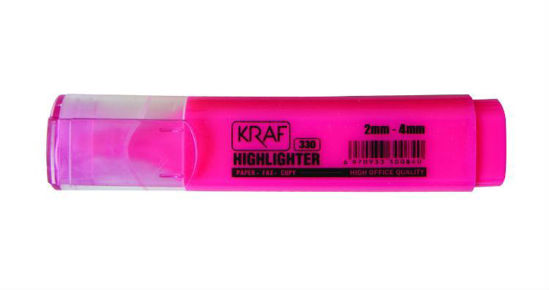 KRAF
330
HIGHLIGHTER
PAPER - FAX - COPY
2mm - 4mm
HIGH OFFICE QUALITY